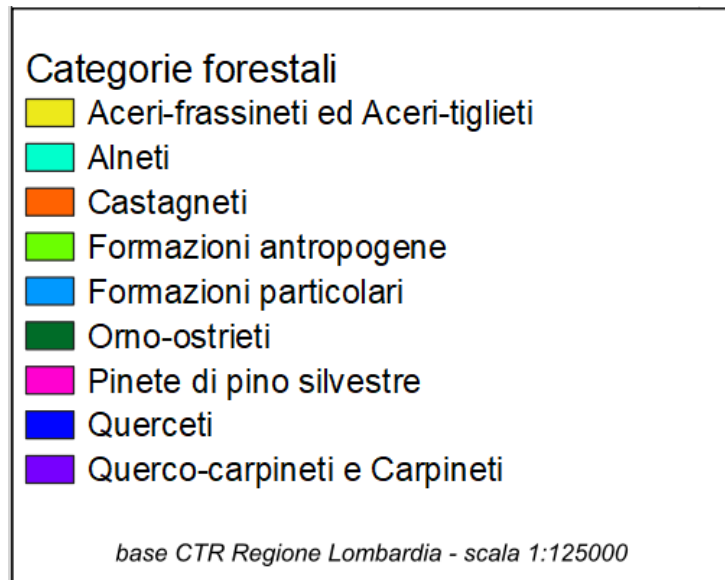 Categorie forestali
Aceri-frassineti ed Aceri-tiglieti
Alneti
Castagneti
Formazioni antropogene
Formazioni particolari
Orno-ostrieti
Pinete di pino silvestre
Querceti
Querco-carpineti e Carpineti
base CTR Regione Lombardia - scala 1:125000